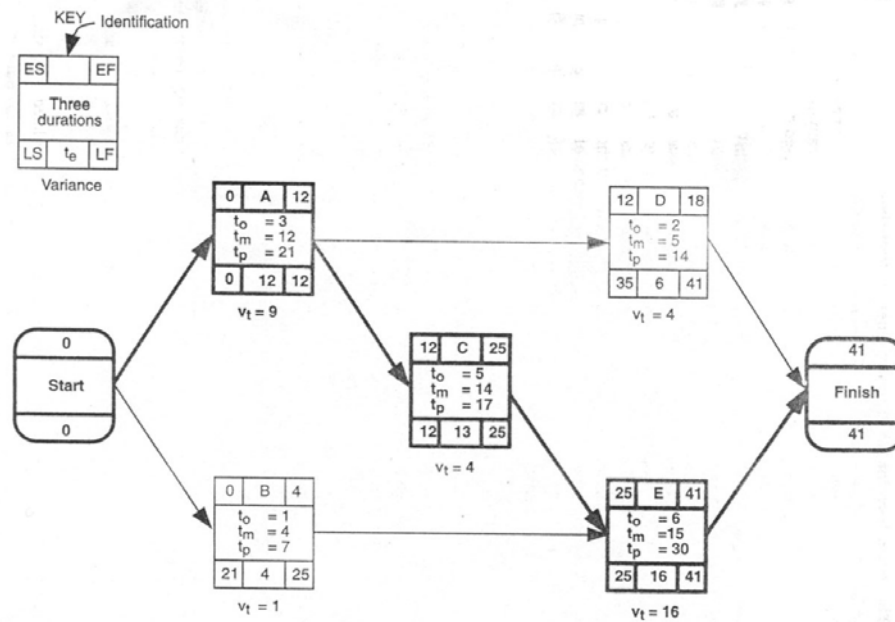 KEY
Identification
ES EF
Three
durations
LS te LF
Variance
0 A 12
to = 3
tm = 12
tp = 21
0 12 12
vt = 9
12 D 18
to = 2
tm = 5
tp = 14
35 6 41
vt = 4
0
Start
0
12 C 25
to = 5
tm = 14
tp = 17
12 13 25
vt = 4
41
Finish
41
0 B 4
to = 1
tm = 4
tp = 7
21 4 25
vt = 1
25 E 41
to = 6
tm =15
tp = 30
25 16 41
vt = 16